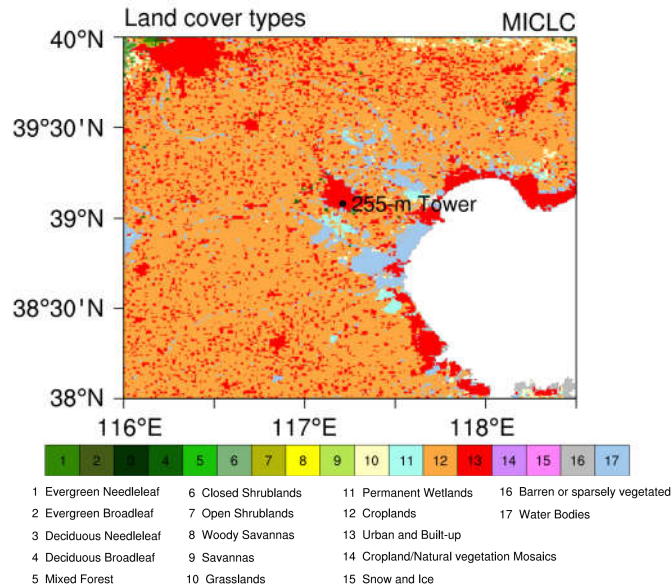 Land cover types MICLC
40°N
39°30'N
39°N
255-m Tower
38°30'N
38°N
116°E 117°E 118°E
1 2 3 4 5 6 7 8 9 10 11 12 13 14 15 16 17
1 Evergreen Needleleaf 6 Closed Shrublands 11 Permanent Wetlands 16 Barren or sparsely vegetated
2 Evergreen Broadleaf 7 Open Shrublands 12 Croplands 17 Water Bodies
3 Deciduous Needleleaf 8 Woody Savannas 13 Urban and Built-up
4 Deciduous Broadleaf 9 Savannas 14 Cropland/Natural vegetation Mosaics
5 Mixed Forest 10 Grasslands 15 Snow and Ice